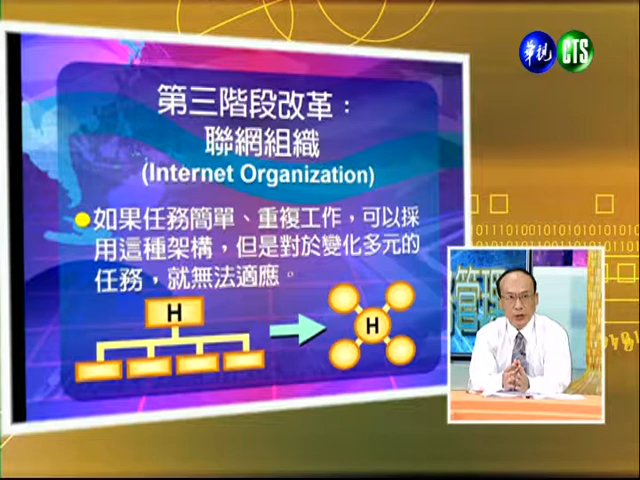 華視
CTS
第三階段改革：
聯網組織
(Internet Organization)
如果任務簡單、重複工作，可以採
用這種架構，但是對於變化多元的
任務，就無法適應。
H
H
管理